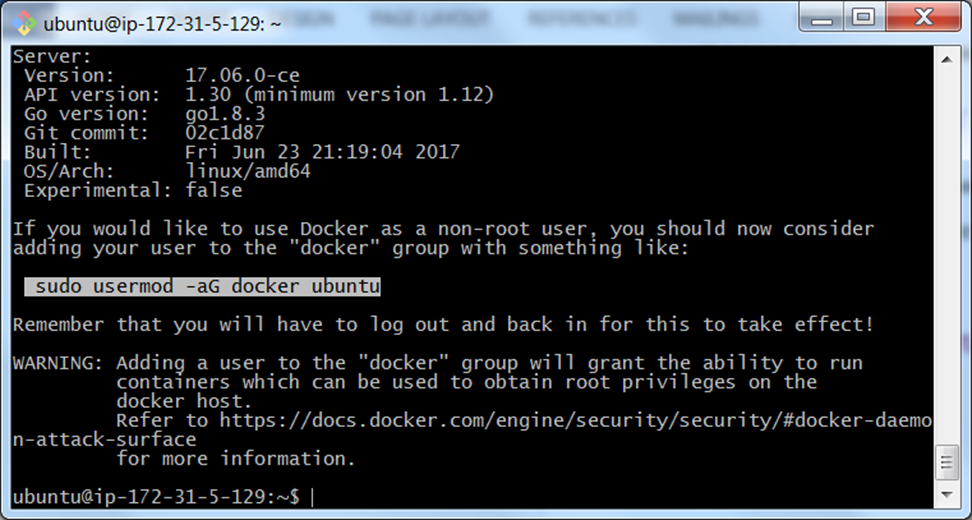 DESIGN PAGE LAYOUT REFERENCES MAILINGS
ubuntu@ip-172-31-5-129: ~
Server:
 Version:      17.06.0-ce
 API version:  1.30 (minimum version 1.12)
 Go version:   go1.8.3
 Git commit:   02c1d87
 Built:        Fri Jun 23 21:19:04 2017
 OS/Arch:      linux/amd64
 Experimental: false
If you would like to use Docker as a non-root user, you should now consider
adding your user to the "docker" group with something like:
  sudo usermod -aG docker ubuntu
Remember that you will have to log out and back in for this to take effect!
WARNING: Adding a user to the "docker" group will grant the ability to run
         containers which can be used to obtain root privileges on the
         docker host.
         Refer to https://docs.docker.com/engine/security/security/#docker-daemo
n-attack-surface
         for more information.
ubuntu@ip-172-31-5-129:~$